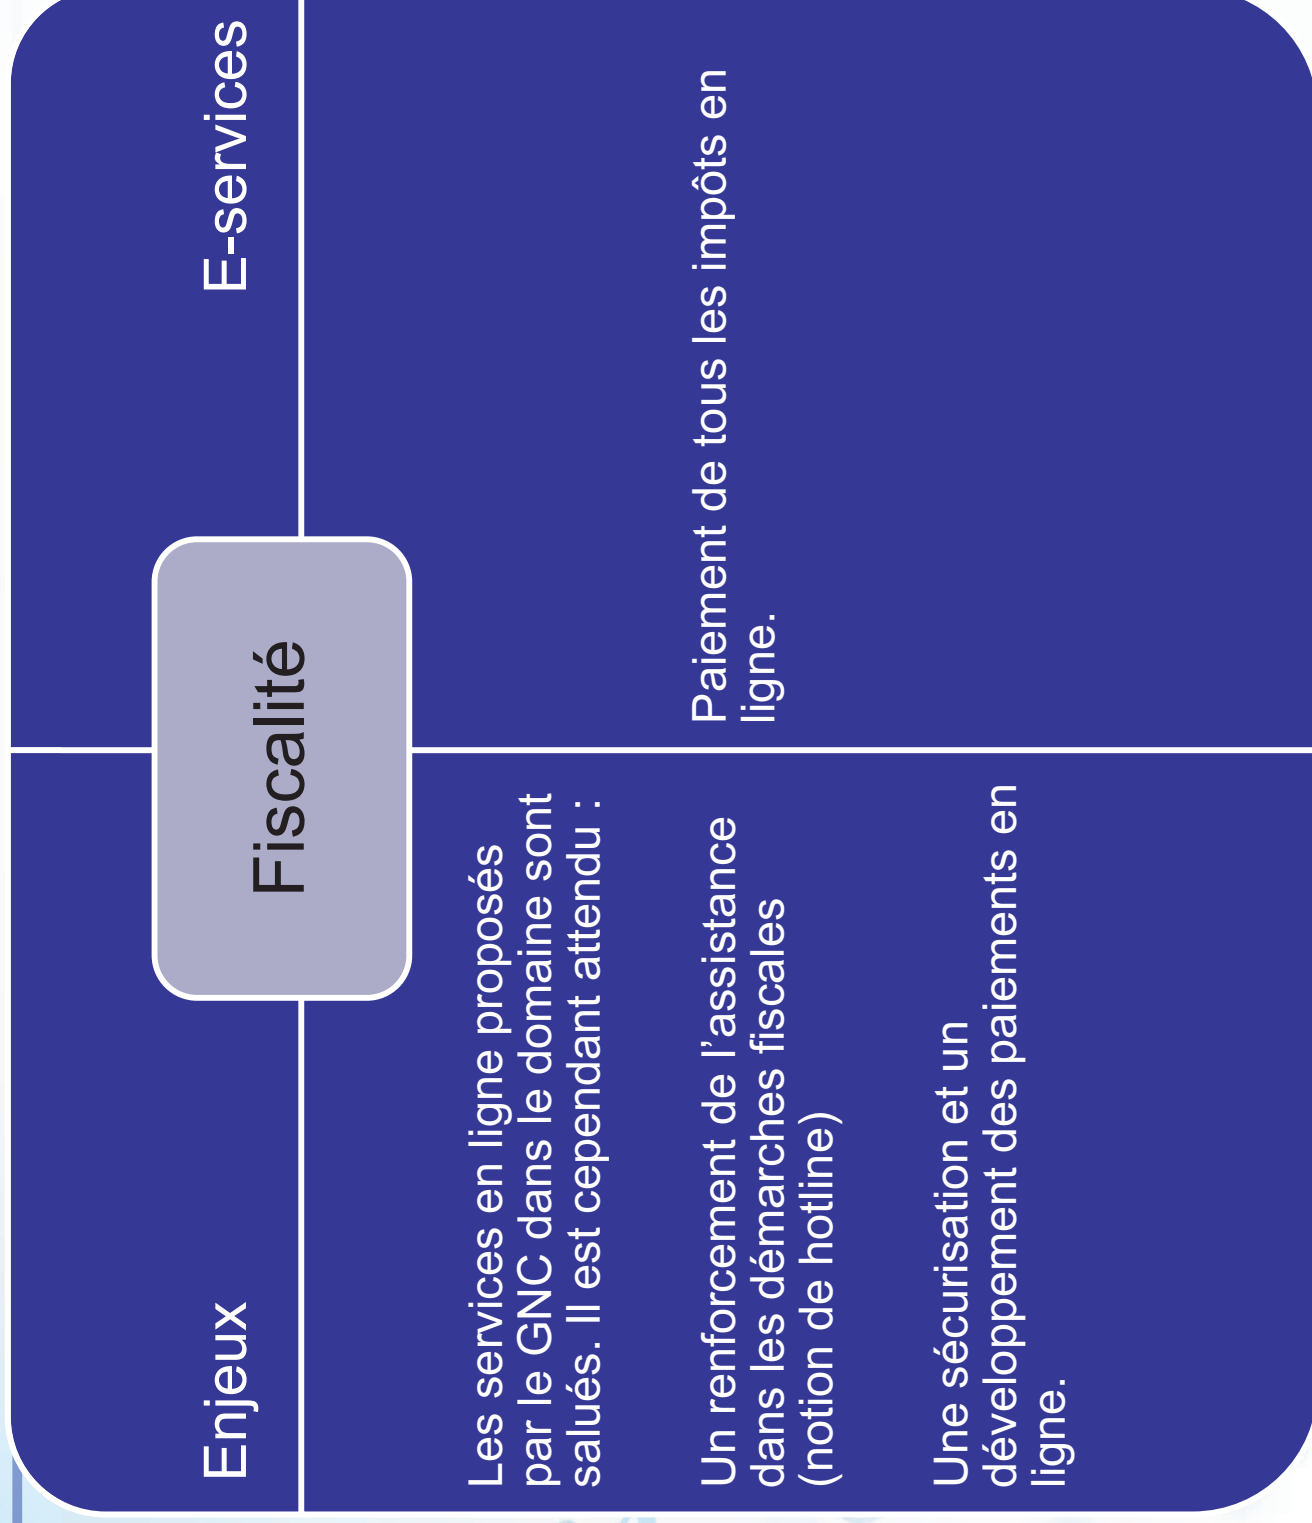 Fiscalité
Enjeux
E-services
Les services en ligne proposés
par le GNC dans le domaine sont
salués. Il est cependant attendu :
Un renforcement de l’assistance
dans les démarches fiscales
(notion de hotline)
Une sécurisation et un
développement des paiements en
ligne.
Paiement de tous les impôts en
ligne.